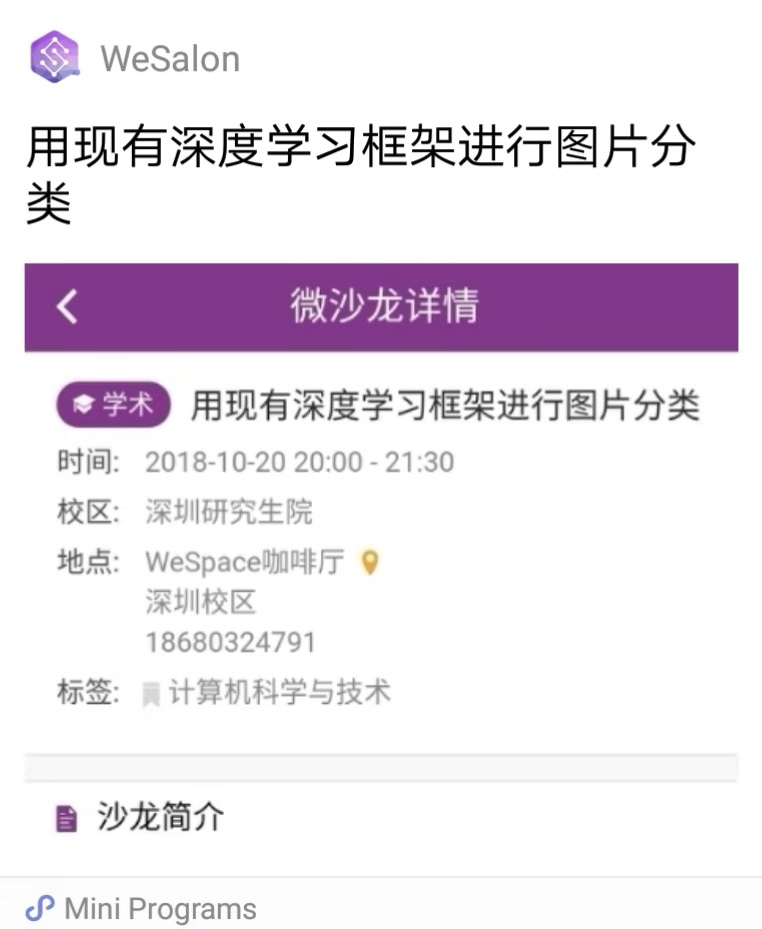 WeSalon
用现有深度学习框架进行图片分
类
微沙龙详情
学术 用现有深度学习框架进行图片分类
时间: 2018-10-20 20:00 - 21:30
校区: 深圳研究生院
地点: WeSpace咖啡厅
深圳校区
18680324791
标签: 计算机科学与技术
沙龙简介
Mini Programs